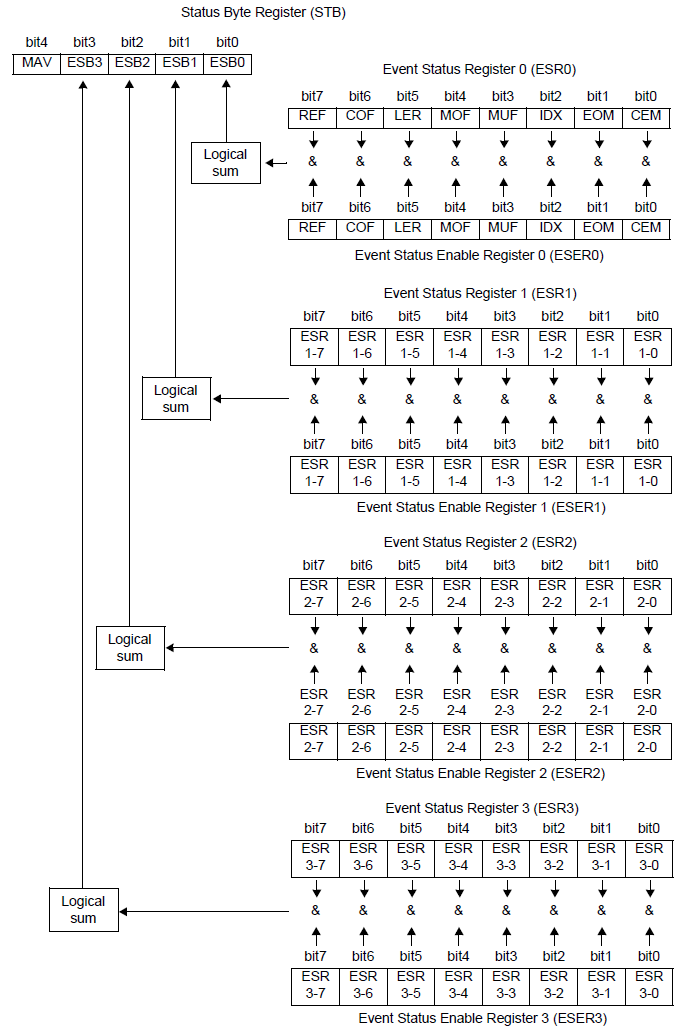 Status Byte Register (STB)
bit4 bit3 bit2 bit1 bit0
MAV ESB3 ESB2 ESB1 ESB0
Event Status Register 0 (ESR0)
bit7 bit6 bit5 bit4 bit3 bit2 bit1 bit0
REF COF LER MOF MUF IDX EOM CEM
Logical
sum
& & & & & & & &
bit7 bit6 bit5 bit4 bit3 bit2 bit1 bit0
REF COF LER MOF MUF IDX EOM CEM
Event Status Enable Register 0 (ESER0)
Event Status Register 1 (ESR1)
bit7 bit6 bit5 bit4 bit3 bit2 bit1 bit0
ESR ESR ESR ESR ESR ESR ESR ESR
1-7 1-6 1-5 1-4 1-3 1-2 1-1 1-0
Logical
sum
& & & & & & & &
bit7 bit6 bit5 bit4 bit3 bit2 bit1 bit0
ESR ESR ESR ESR ESR ESR ESR ESR
1-7 1-6 1-5 1-4 1-3 1-2 1-1 1-0
Event Status Enable Register 1 (ESER1)
Event Status Register 2 (ESR2)
bit7 bit6 bit5 bit4 bit3 bit2 bit1 bit0
ESR ESR ESR ESR ESR ESR ESR ESR
2-7 2-6 2-5 2-4 2-3 2-2 2-1 2-0
Logical
sum
& & & & & & & &
ESR ESR ESR ESR ESR ESR ESR ESR
2-7 2-6 2-5 2-4 2-3 2-2 2-1 2-0
ESR ESR ESR ESR ESR ESR ESR ESR
2-7 2-6 2-5 2-4 2-3 2-2 2-1 2-0
Event Status Enable Register 2 (ESER2)
Event Status Register 3 (ESR3)
bit7 bit6 bit5 bit4 bit3 bit2 bit1 bit0
ESR ESR ESR ESR ESR ESR ESR ESR
3-7 3-6 3-5 3-4 3-3 3-2 3-1 3-0
Logical
sum
& & & & & & & &
bit7 bit6 bit5 bit4 bit3 bit2 bit1 bit0
ESR ESR ESR ESR ESR ESR ESR ESR
3-7 3-6 3-5 3-4 3-3 3-2 3-1 3-0
Event Status Enable Register 3 (ESER3)